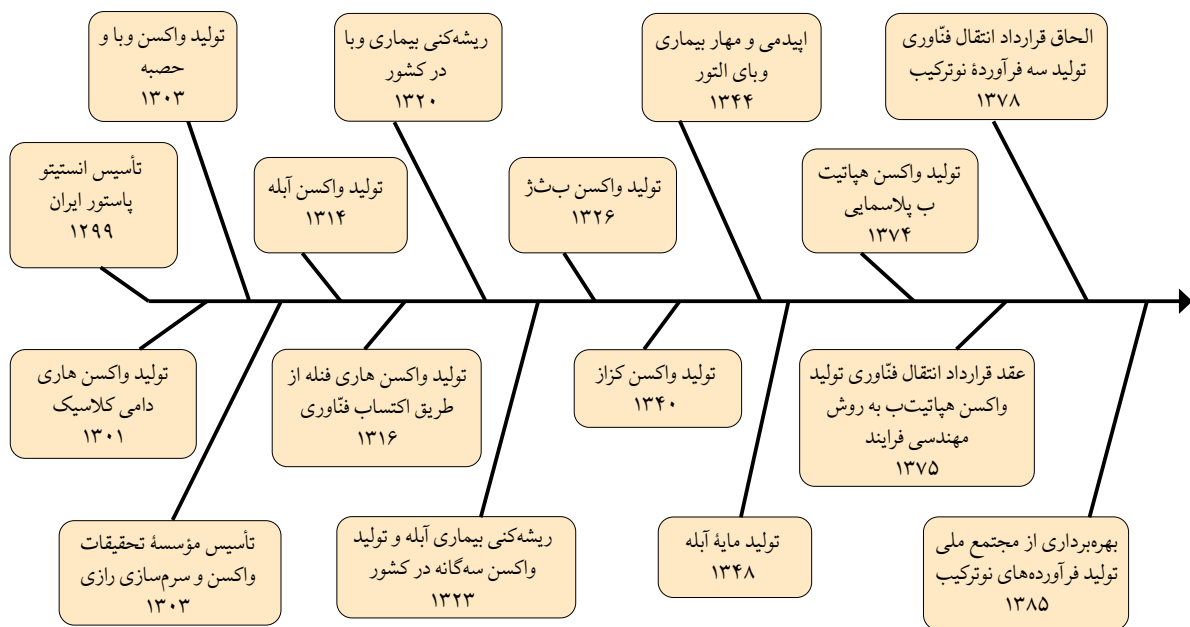 الحاق قرارداد انتقال فنّاوری
تولید سه فرآوردهٔ نوترکیب
۱۳۷۸
اپیدمی و مهار بیماری
وبای التور
۱۳۴۴
ریشه‌کنی بیماری وبا
در کشور
۱۳۲۰
تولید واکسن وبا و
حصبه
۱۳۰۳
تولید واکسن هپاتیت
ب پلاسمایی
۱۳۷۴
تولید واکسن ب‌ث‌ژ
۱۳۲۶
تولید واکسن آبله
۱۳۱۴
تأسیس انستیتو
پاستور ایران
۱۲۹۹
عقد قرارداد انتقال فنّاوری تولید
واکسن هپاتیت‌ب به روش
مهندسی فرایند
۱۳۷۵
تولید واکسن کزاز
۱۳۴۰
تولید واکسن هاری فنله از
طریق اکتساب فنّاوری
۱۳۱۶
تولید واکسن هاری
دامی کلاسیک
۱۳۰۱
بهره‌برداری از مجتمع ملی
تولید فرآورده‌های نوترکیب
۱۳۸۵
تولید مایهٔ آبله
۱۳۴۸
ریشه‌کنی بیماری آبله و تولید
واکسن سه‌گانه در کشور
۱۳۲۳
تأسیس مؤسسهٔ تحقیقات
واکسن و سرم‌سازی رازی
۱۳۰۳